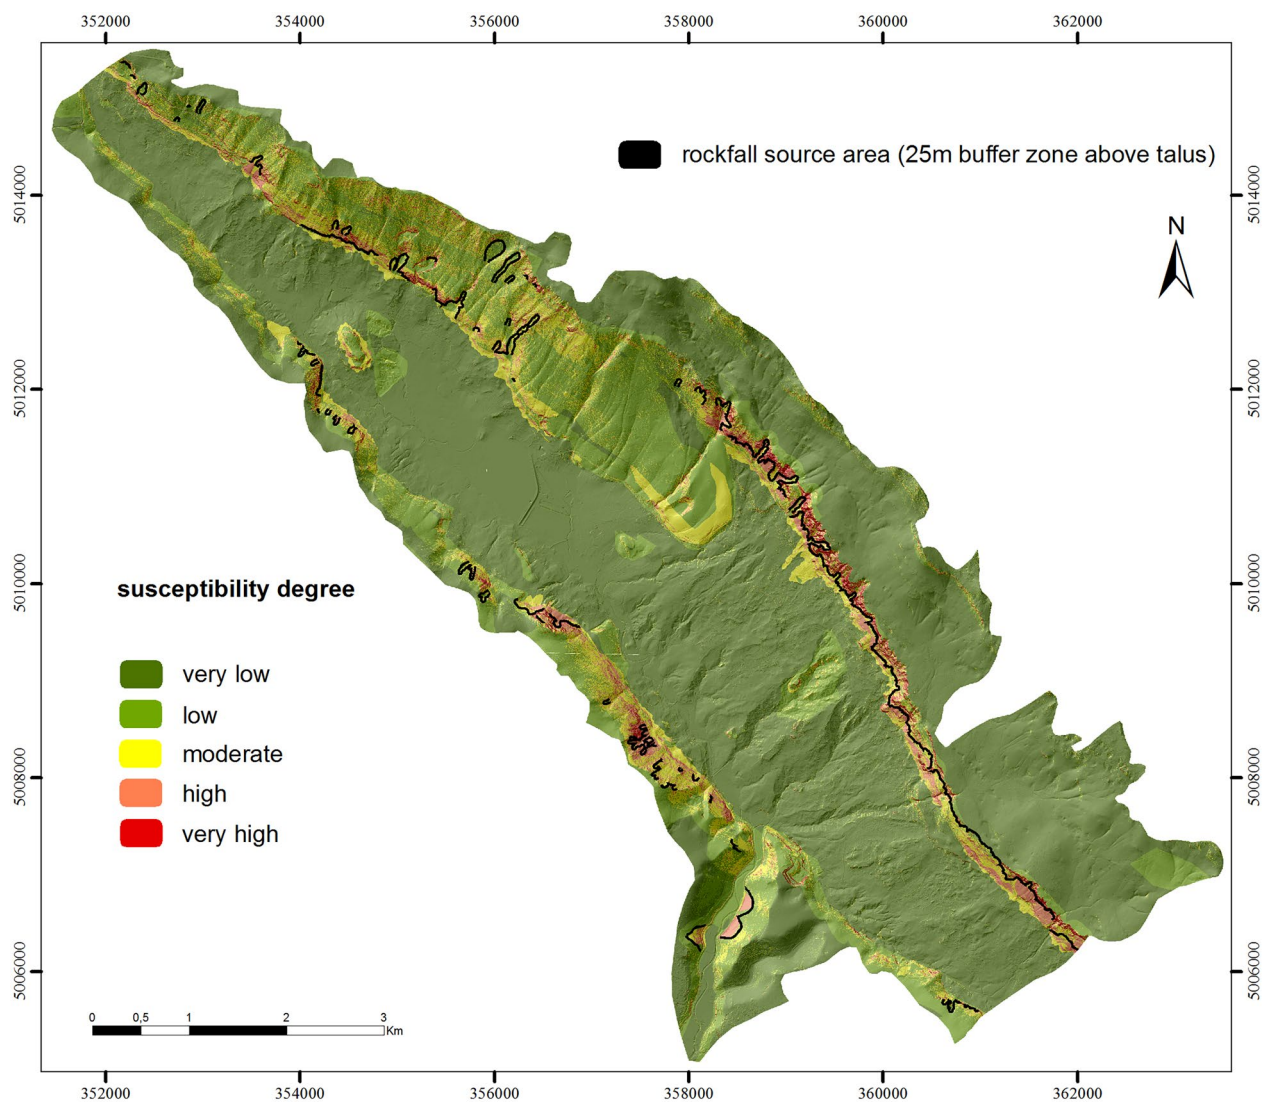 352000 354000 356000 358000 360000 362000
rockfall source area (25m buffer zone above talus)
5014000 5014000
N
5012000 5012000
5010000 5010000
susceptibility degree
very low
low
moderate
high
very high
5008000 5008000
5006000 5006000
0 0,5 1 2 3
Km
352000 354000 356000 358000 360000 362000